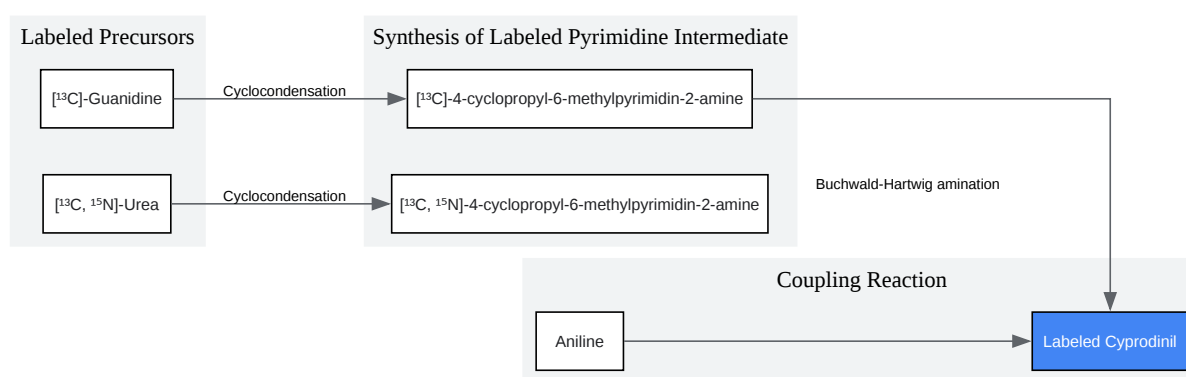 Labeled Precursors
Synthesis of Labeled Pyrimidine Intermediate
[¹³C]-Guanidine
Cyclocondensation
[¹³C]-4-cyclopropyl-6-methylpyrimidin-2-amine
[¹³C, ¹⁵N]-Urea
Cyclocondensation
[¹³C, ¹⁵N]-4-cyclopropyl-6-methylpyrimidin-2-amine
Buchwald-Hartwig amination
Coupling Reaction
Aniline
Labeled Cyprodinil